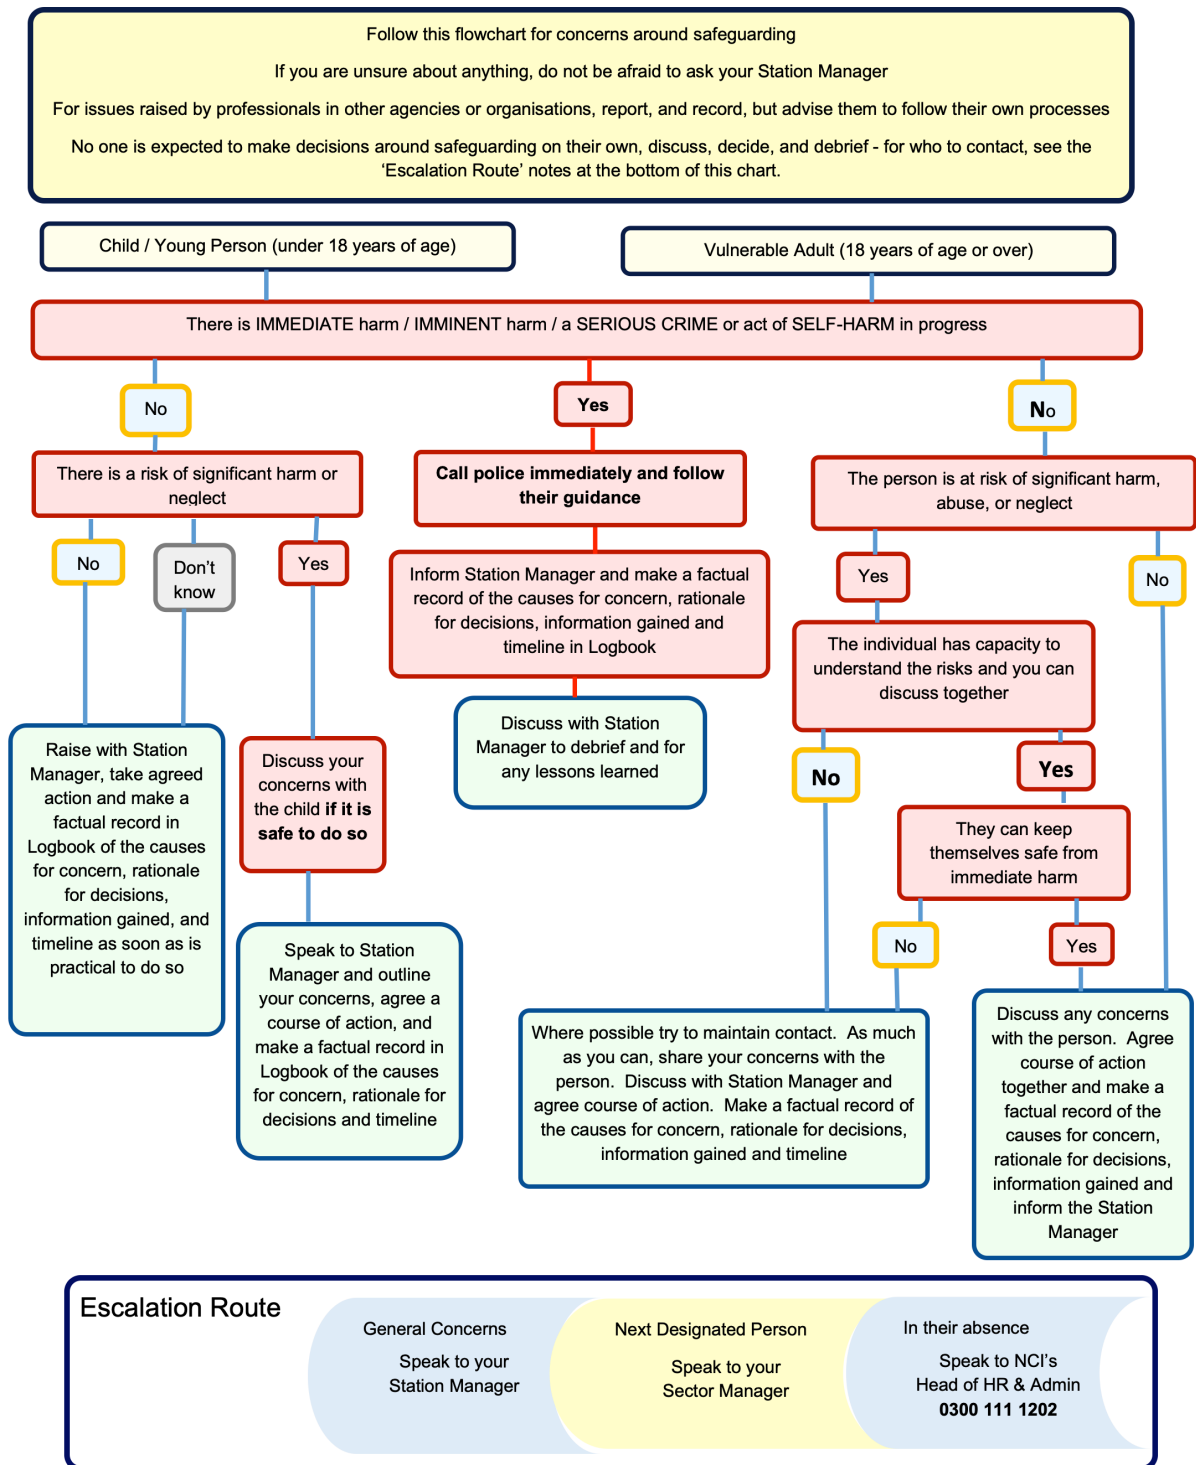 Follow this flowchart for concerns around safeguarding
If you are unsure about anything, do not be afraid to ask your Station Manager
For issues raised by professionals in other agencies or organisations, report, and record, but advise them to follow their own processes
No one is expected to make decisions around safeguarding on their own, discuss, decide, and debrief - for who to contact, see the
‘Escalation Route’ notes at the bottom of this chart.
Child / Young Person (under 18 years of age)
Vulnerable Adult (18 years of age or over)
There is IMMEDIATE harm / IMMINENT harm / a SERIOUS CRIME or act of SELF-HARM in progress
No
Yes
No
There is a risk of significant harm or
neglect
No
Don’t
know
Yes
Call police immediately and follow
their guidance
Inform Station Manager and make a factual
record of the causes for concern, rationale
for decisions, information gained and
timeline in Logbook
Discuss with Station
Manager to debrief and for
any lessons learned
The person is at risk of significant harm,
abuse, or neglect
Yes
No
The individual has capacity to
understand the risks and you can
discuss together
No
Yes
They can keep
themselves safe from
immediate harm
No
Yes
Raise with Station
Manager, take agreed
action and make a
factual record in
Logbook of the causes
for concern, rationale
for decisions,
information gained, and
timeline as soon as is
practical to do so
Discuss your
concerns with
the child if it is
safe to do so
Speak to Station
Manager and outline
your concerns, agree a
course of action, and
make a factual record in
Logbook of the causes
for concern, rationale for
decisions and timeline
Where possible try to maintain contact.  As much
as you can, share your concerns with the
person.  Discuss with Station Manager and
agree course of action.  Make a factual record of
the causes for concern, rationale for decisions,
information gained and timeline
Discuss any concerns
with the person.  Agree
course of action
together and make a
factual record of the
causes for concern,
rationale for decisions,
information gained and
inform the Station
Manager
Escalation Route
General Concerns
Speak to your
Station Manager
Next Designated Person
Speak to your
Sector Manager
In their absence
Speak to NCI’s
Head of HR & Admin
0300 111 1202